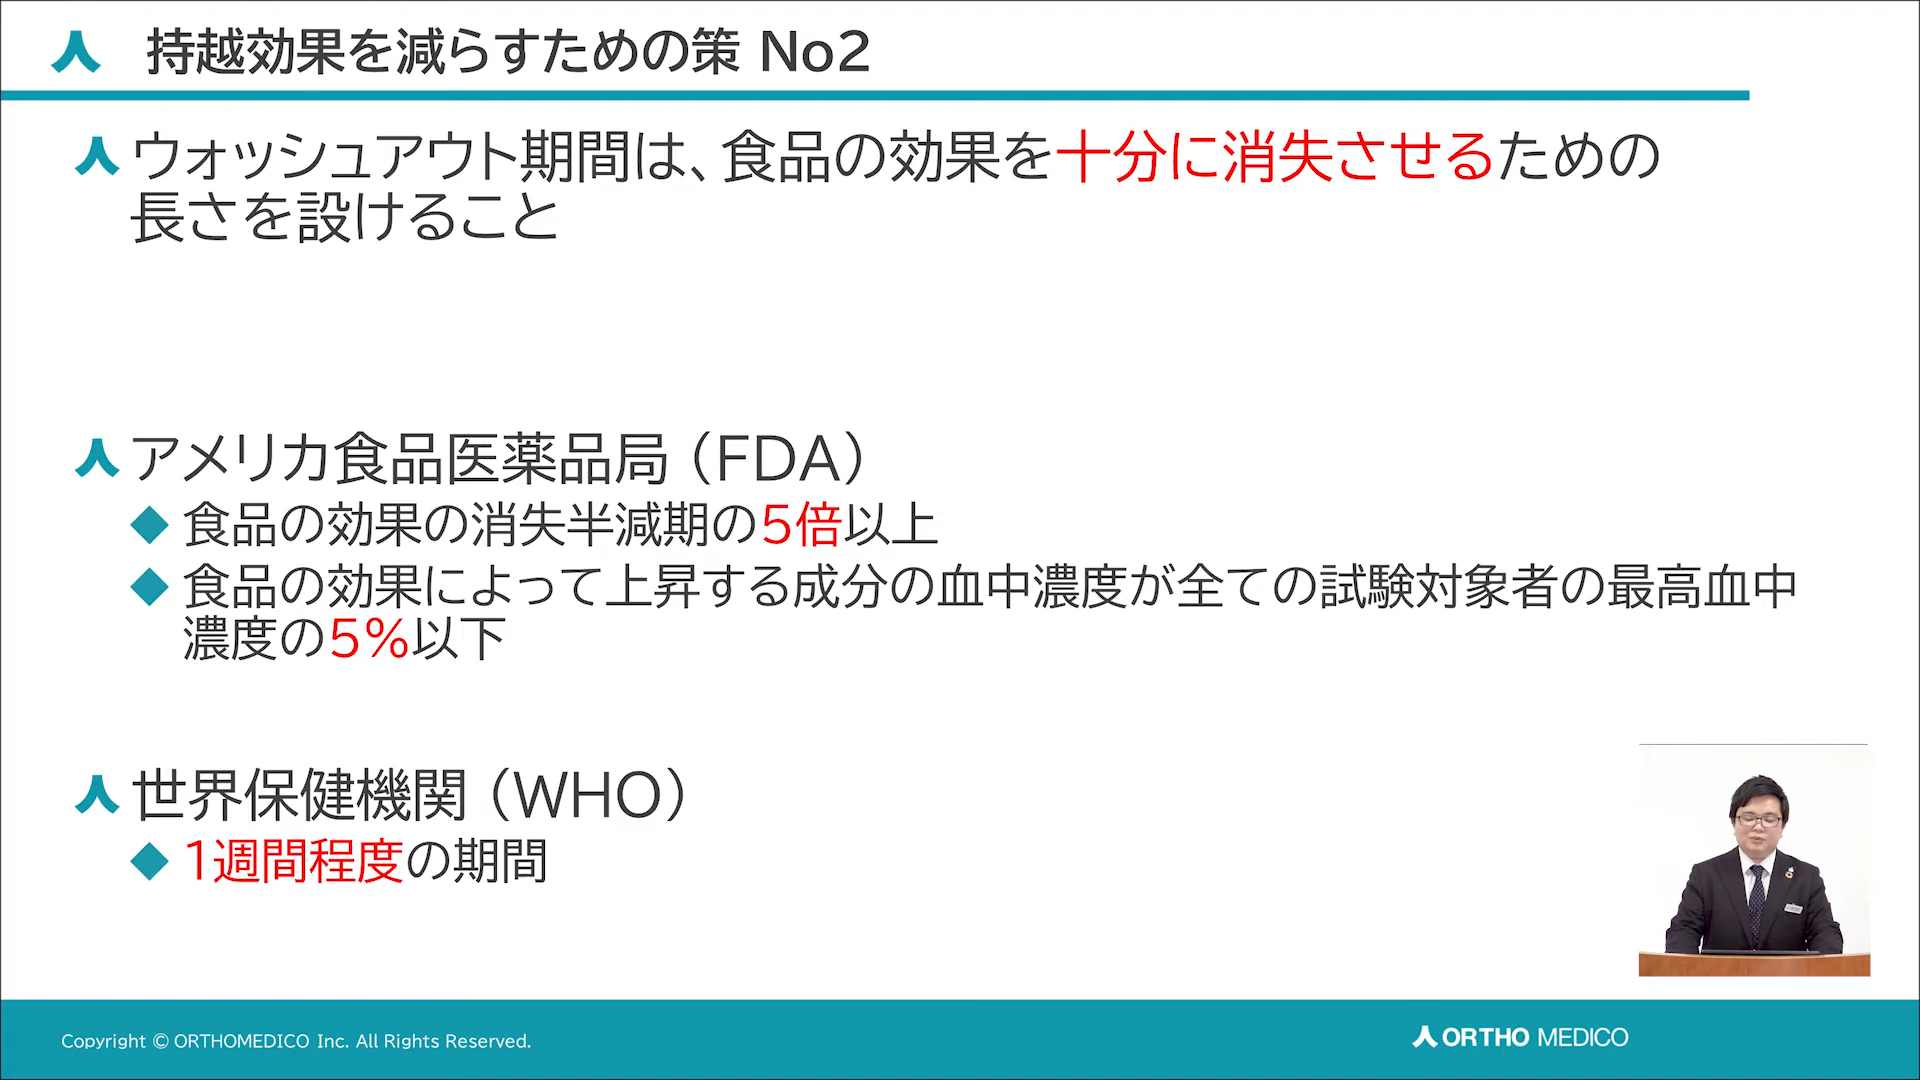 持越効果を減らすための策 No2
ウォッシュアウト期間は、食品の効果を十分に消失させるための
長さを設けること
アメリカ食品医薬品局（FDA）
食品の効果の消失半減期の5倍以上
食品の効果によって上昇する成分の血中濃度が全ての試験対象者の最高血中
濃度の5%以下
世界保健機関（WHO）
1週間程度の期間
Copyright © ORTHOMEDICO Inc. All Rights Reserved.
ORTHO MEDICO